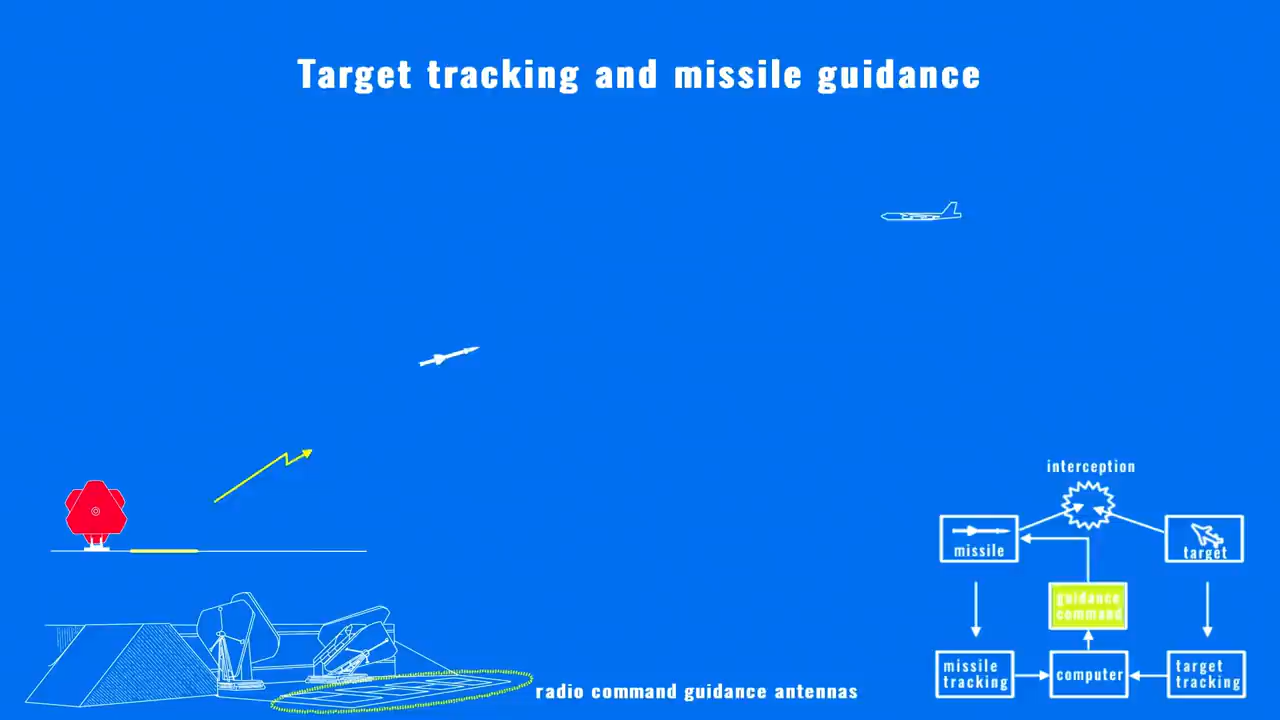 Target tracking and missile guidance
interception
missile
target
guidance
command
missile
tracking
computer
target
tracking
radio command guidance antennas